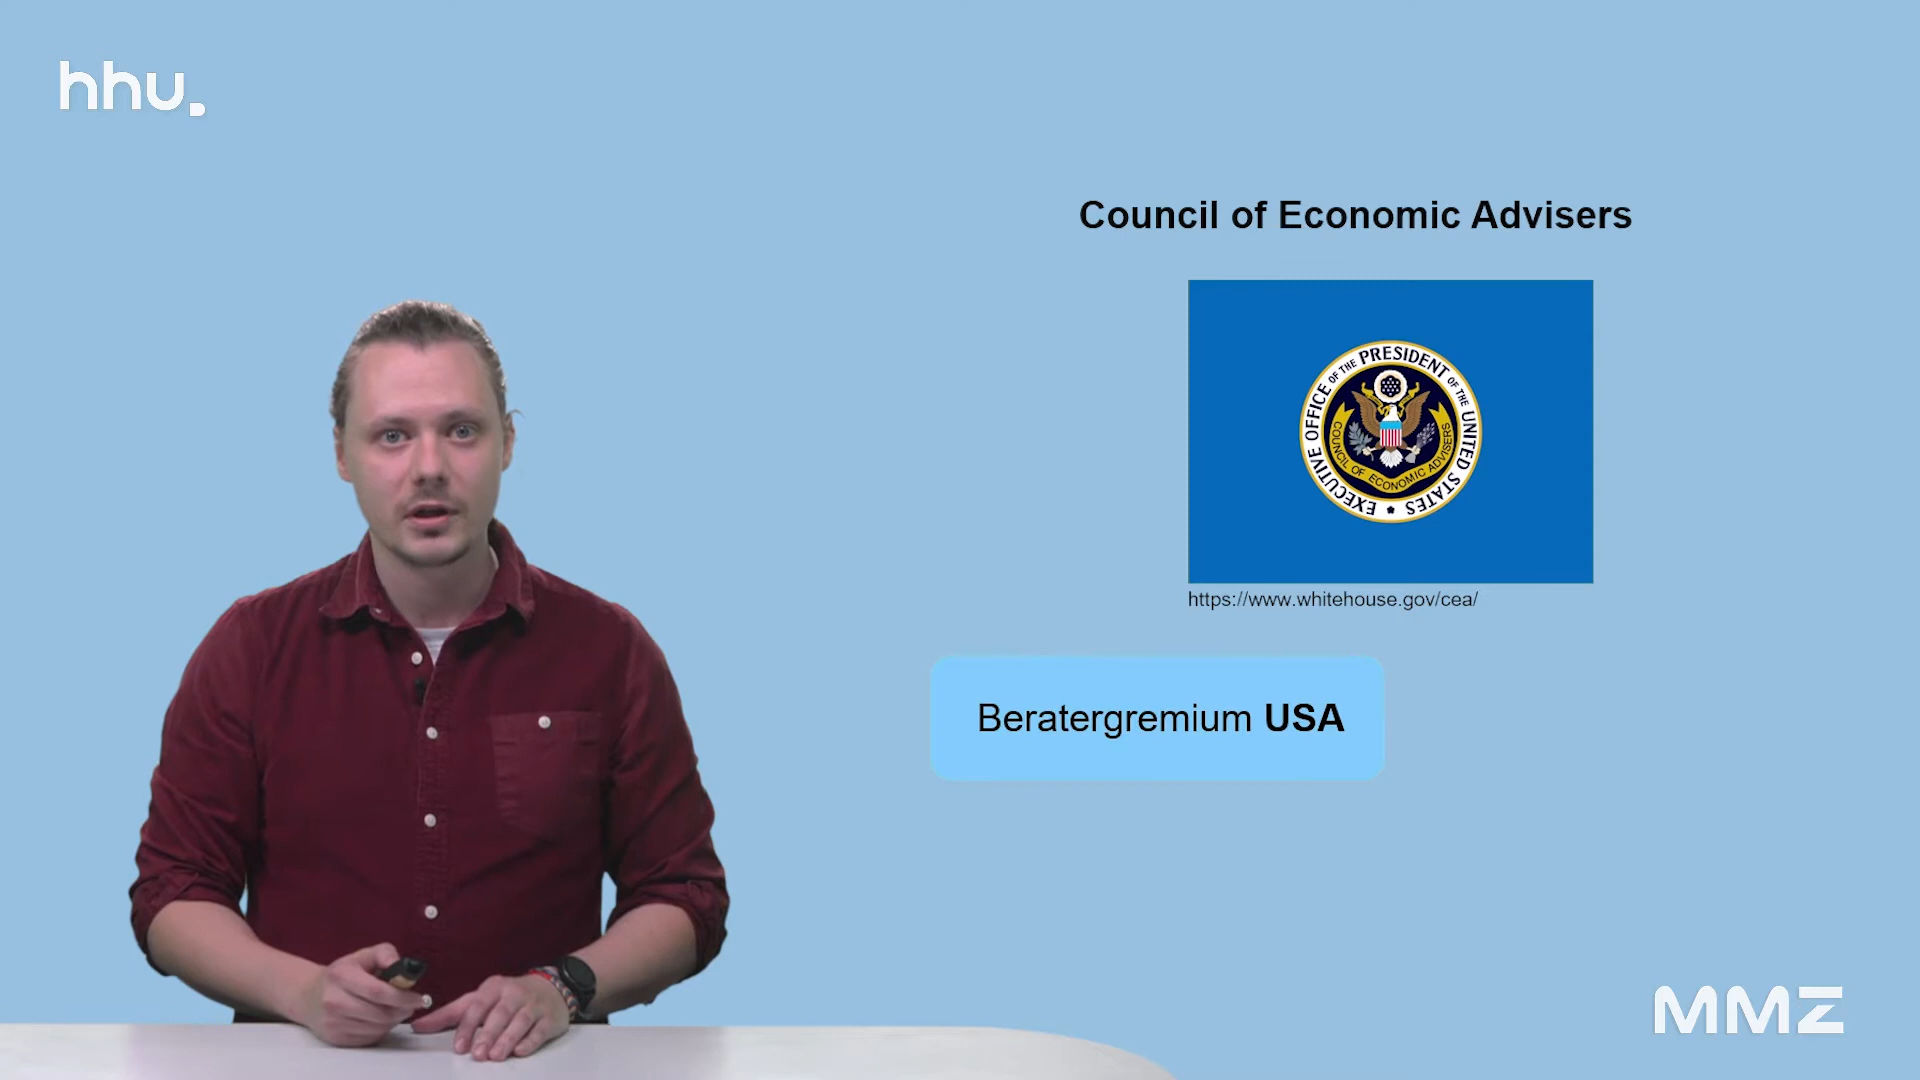 hhu.
Council of Economic Advisers
EXECUTIVE OFFICE OF THE PRESIDENT OF THE UNITED STATES
COUNCIL OF ECONOMIC ADVISERS
https://www.whitehouse.gov/cea/
Beratergremium USA
MMZ